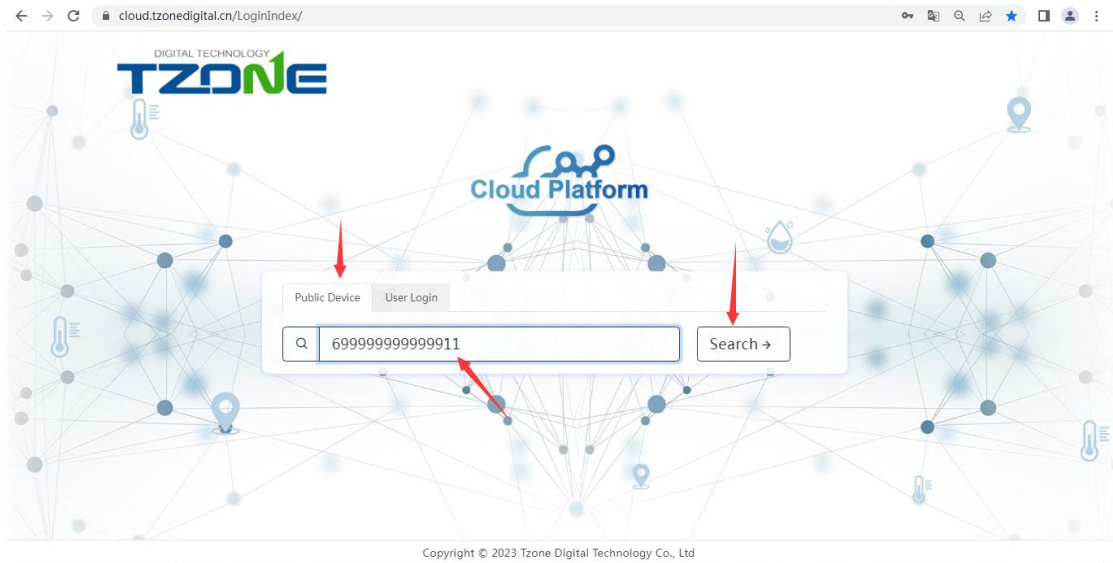 cloud.tzonedigital.cn/LoginIndex/
DIGITAL TECHNOLOGY
TZONE
Cloud Platform
Public Device User Login
699999999999911 Search →
Copyright © 2023 Tzone Digital Technology Co., Ltd